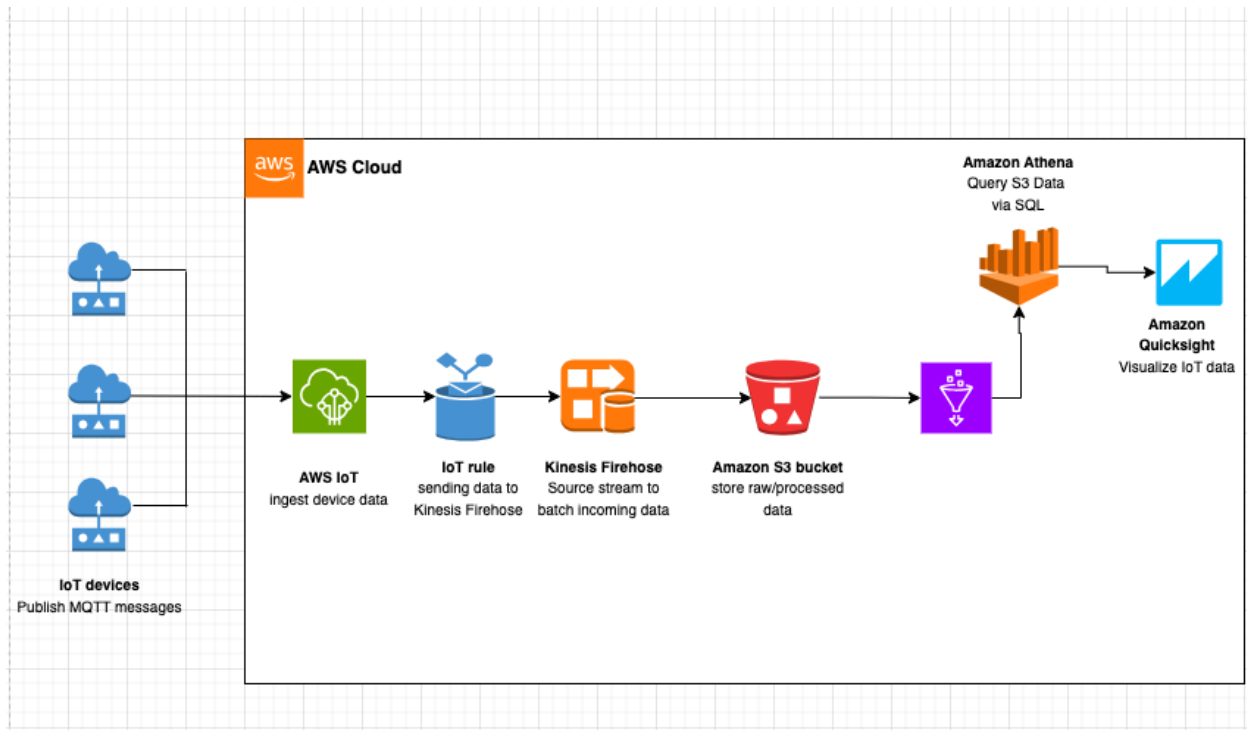 aws
AWS Cloud
Amazon Athena
Query S3 Data
via SQL
Amazon
Quicksight
Visualize IoT data
AWS IoT
ingest device data
IoT rule
sending data to
Kinesis Firehose
Kinesis Firehose
Source stream to
batch incoming data
Amazon S3 bucket
store raw/processed
data
IoT devices
Publish MQTT messages